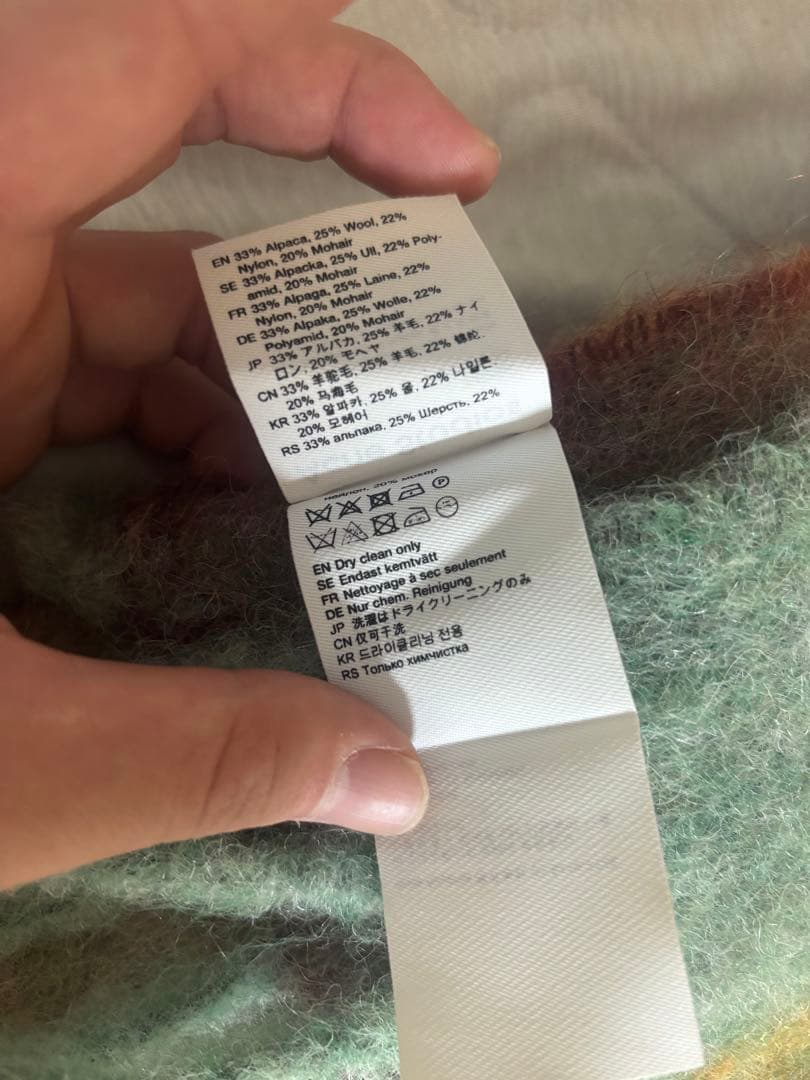 EN 33% Alpaca, 25% Wool, 22%
Nylon, 20% Mohair
SE 33% Alpacka, 25% Ull, 22% Poly-
amid, 20% Mohair
FR 33% Alpaga, 25% Laine, 22%
Nylon, 20% Mohair
DE 33% Alpaka, 25% Wolle, 22%
Polyamid, 20% Mohair
JP 33% アルパカ, 25% 羊毛, 22% ナイ
ロン, 20% モヘヤ
CN 33% 羊驼毛, 25% 羊毛, 22% 锦纶,
20% 马海毛
KR 33% 알파카, 25% 울, 22% 나일론,
20% 모헤어
RS 33% альпака, 25% Шерсть, 22%
нейлон, 20% мохер
P
EN Dry clean only
SE Endast kemtvätt
FR Nettoyage à sec seulement
DE Nur chem. Reinigung
JP 洗濯はドライクリーニングのみ
CN 仅可干洗
KR 드라이클리닝 전용
RS Только химчистка